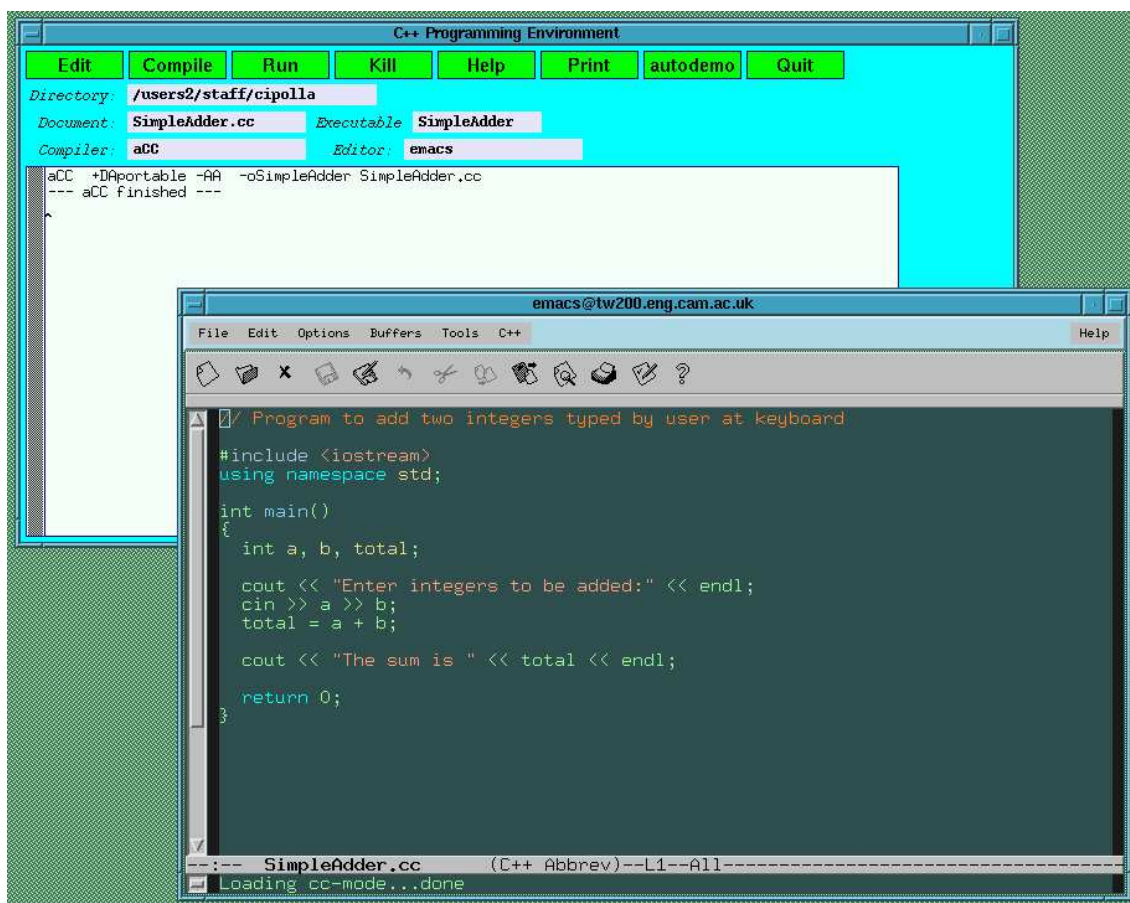 C++ Programming Environment
Edit Compile Run Kill Help Print autodemo Quit
Directory: /users2/staff/cipolla
Document: SimpleAdder.cc Executable SimpleAdder
Compiler: aCC Editor: emacs
aCC +DAportable -AA -oSimpleAdder SimpleAdder.cc
--- aCC finished ---
^
emacs@tw200.eng.cam.ac.uk
File Edit Options Buffers Tools C++ Help
// Program to add two integers typed by user at keyboard
#include <iostream>
using namespace std;
int main()
{
int a, b, total;
cout << "Enter integers to be added:" << endl;
cin >> a >> b;
total = a + b;
cout << "The sum is " << total << endl;
return 0;
}
--:-- SimpleAdder.cc (C++ Abbrev)--L1--All--------------------------------------------
Loading cc-mode...done